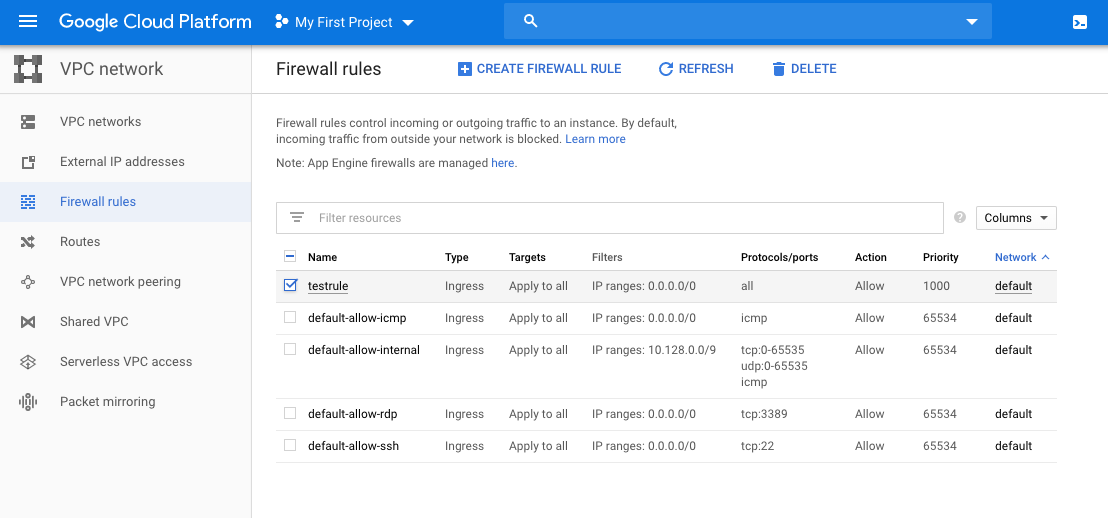 Google Cloud Platform My First Project
VPC network
Firewall rules CREATE FIREWALL RULE REFRESH DELETE
VPC networks
External IP addresses
Firewall rules
Routes
VPC network peering
Shared VPC
Serverless VPC access
Packet mirroring
Firewall rules control incoming or outgoing traffic to an instance. By default,
incoming traffic from outside your network is blocked. Learn more
Note: App Engine firewalls are managed here.
Filter resources ? Columns
Name Type Targets Filters Protocols/ports Action Priority Network
testrule Ingress Apply to all IP ranges: 0.0.0.0/0 all Allow 1000 default
default-allow-icmp Ingress Apply to all IP ranges: 0.0.0.0/0 icmp Allow 65534 default
default-allow-internal Ingress Apply to all IP ranges: 10.128.0.0/9 tcp:0-65535 Allow 65534 default
udp:0-65535
icmp
default-allow-rdp Ingress Apply to all IP ranges: 0.0.0.0/0 tcp:3389 Allow 65534 default
default-allow-ssh Ingress Apply to all IP ranges: 0.0.0.0/0 tcp:22 Allow 65534 default